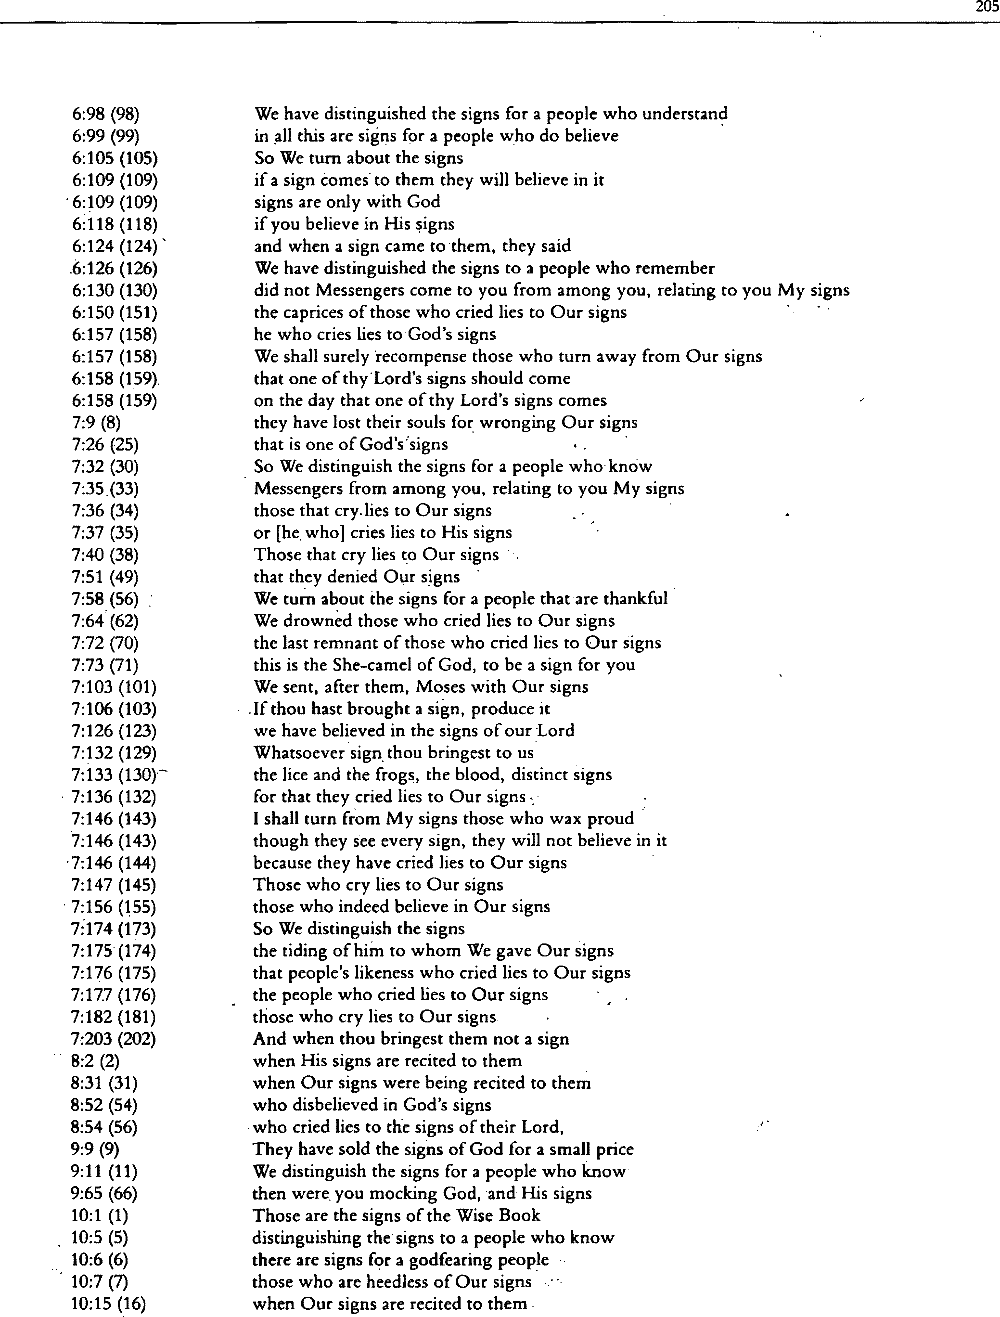 205
6:98 (98) We have distinguished the signs for a people who understand
6:99 (99) in all this are signs for a people who do believe
6:105 (105) So We turn about the signs
6:109 (109) if a sign comes to them they will believe in it
6:109 (109) signs are only with God
6:118 (118) if you believe in His signs
6:124 (124) and when a sign came to them, they said
6:126 (126) We have distinguished the signs to a people who remember
6:130 (130) did not Messengers come to you from among you, relating to you My signs
6:150 (151) the caprices of those who cried lies to Our signs
6:157 (158) he who cries lies to God's signs
6:157 (158) We shall surely recompense those who turn away from Our signs
6:158 (159) that one of thy Lord's signs should come
6:158 (159) on the day that one of thy Lord's signs comes
7:9 (8) they have lost their souls for wronging Our signs
7:26 (25) that is one of God's signs
7:32 (30) So We distinguish the signs for a people who know
7:35 (33) Messengers from among you, relating to you My signs
7:36 (34) those that cry lies to Our signs
7:37 (35) or [he who] cries lies to His signs
7:40 (38) Those that cry lies to Our signs
7:51 (49) that they denied Our signs
7:58 (56) We turn about the signs for a people that are thankful
7:64 (62) We drowned those who cried lies to Our signs
7:72 (70) the last remnant of those who cried lies to Our signs
7:73 (71) this is the She-camel of God, to be a sign for you
7:103 (101) We sent, after them, Moses with Our signs
7:106 (103) If thou hast brought a sign, produce it
7:126 (123) we have believed in the signs of our Lord
7:132 (129) Whatsoever sign thou bringest to us
7:133 (130) the lice and the frogs, the blood, distinct signs
7:136 (132) for that they cried lies to Our signs
7:146 (143) I shall turn from My signs those who wax proud
7:146 (143) though they see every sign, they will not believe in it
7:146 (144) because they have cried lies to Our signs
7:147 (145) Those who cry lies to Our signs
7:156 (155) those who indeed believe in Our signs
7:174 (173) So We distinguish the signs
7:175 (174) the tiding of him to whom We gave Our signs
7:176 (175) that people's likeness who cried lies to Our signs
7:177 (176) the people who cried lies to Our signs
7:182 (181) those who cry lies to Our signs
7:203 (202) And when thou bringest them not a sign
8:2 (2) when His signs are recited to them
8:31 (31) when Our signs were being recited to them
8:52 (54) who disbelieved in God's signs
8:54 (56) who cried lies to the signs of their Lord,
9:9 (9) They have sold the signs of God for a small price
9:11 (11) We distinguish the signs for a people who know
9:65 (66) then were you mocking God, and His signs
10:1 (1) Those are the signs of the Wise Book
10:5 (5) distinguishing the signs to a people who know
10:6 (6) there are signs for a godfearing people
10:7 (7) those who are heedless of Our signs
10:15 (16) when Our signs are recited to them